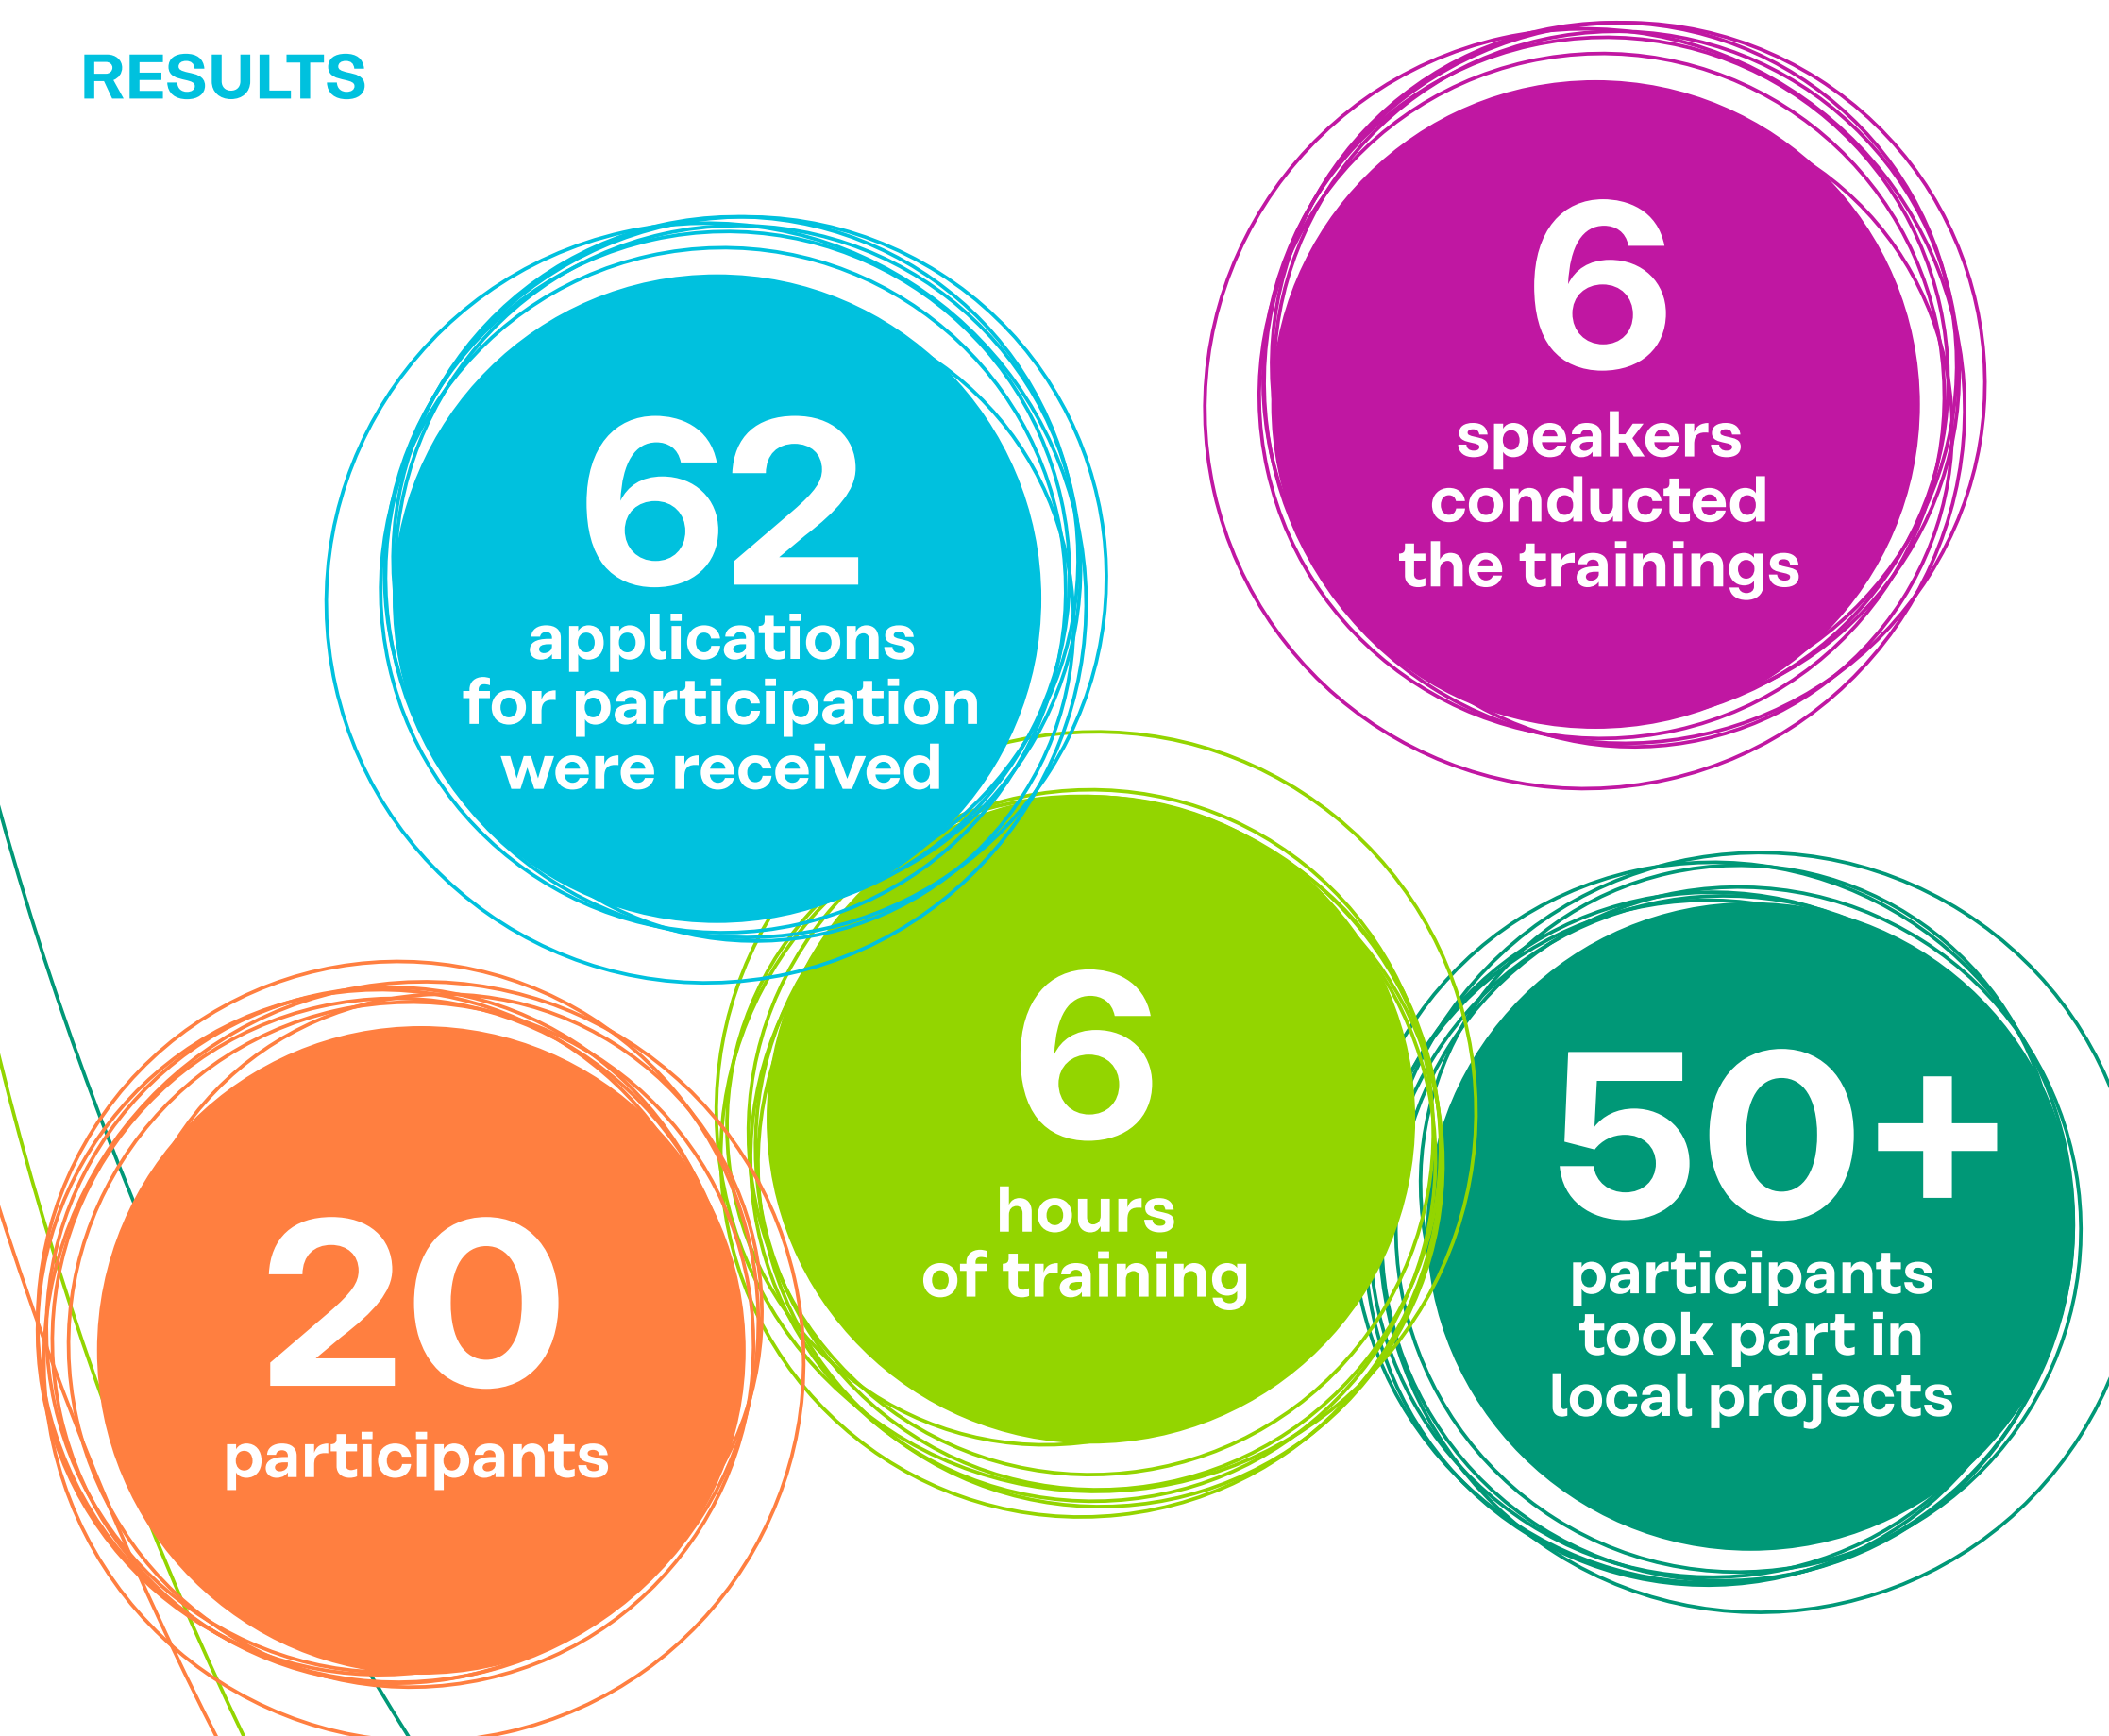 RESULTS
62
applications
for participation
were received
6
speakers
conducted
the trainings
20
participants
6
hours
of training
50+
participants
took part in
local projects